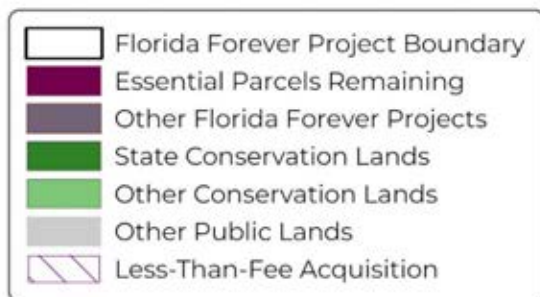 Florida Forever Project Boundary
Essential Parcels Remaining
Other Florida Forever Projects
State Conservation Lands
Other Conservation Lands
Other Public Lands
Less-Than-Fee Acquisition